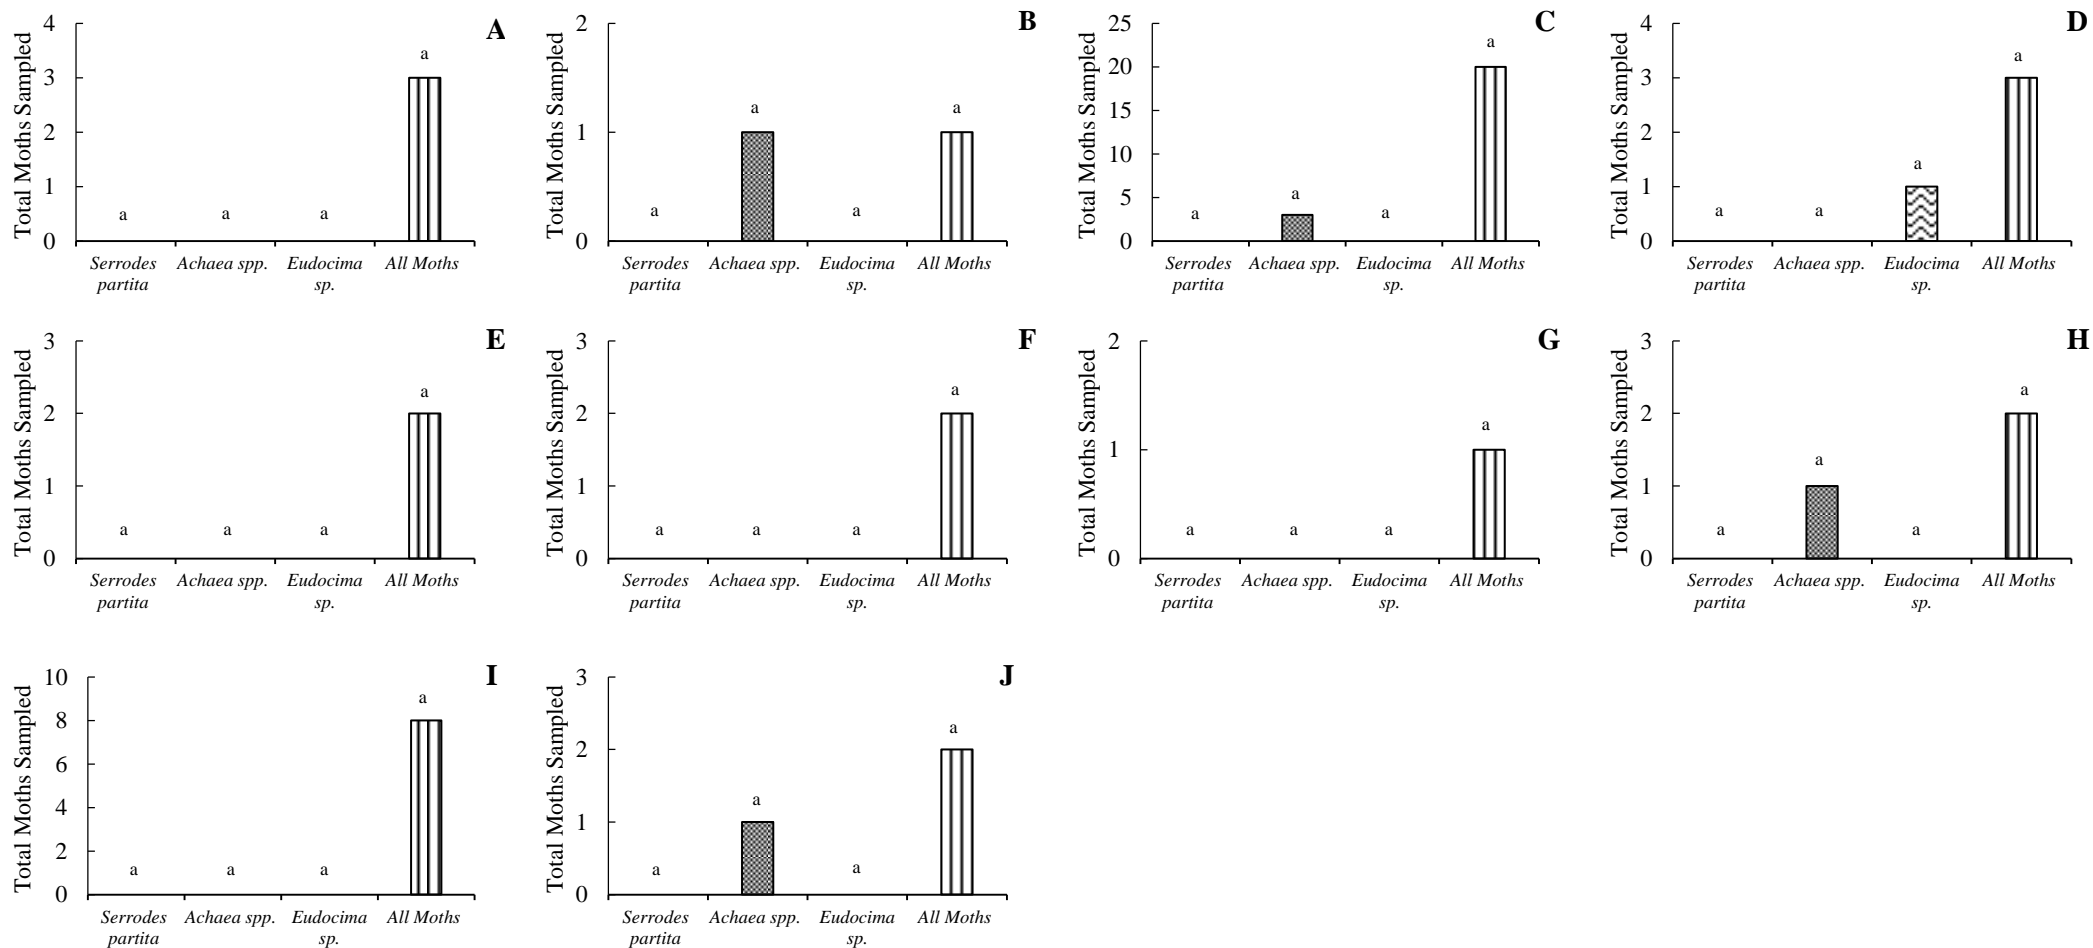 A
Total Moths Sampled
4
3
2
1
0
a
a
a
a
Serrodes partita
Achaea spp.
Eudocima sp.
All Moths
B
Total Moths Sampled
2
1
0
a
a
a
a
Serrodes partita
Achaea spp.
Eudocima sp.
All Moths
C
Total Moths Sampled
25
20
15
10
5
0
a
a
a
a
Serrodes partita
Achaea spp.
Eudocima sp.
All Moths
D
Total Moths Sampled
4
3
2
1
0
a
a
a
a
Serrodes partita
Achaea spp.
Eudocima sp.
All Moths
E
Total Moths Sampled
3
2
1
0
a
a
a
a
Serrodes partita
Achaea spp.
Eudocima sp.
All Moths
F
Total Moths Sampled
3
2
1
0
a
a
a
a
Serrodes partita
Achaea spp.
Eudocima sp.
All Moths
G
Total Moths Sampled
2
1
0
a
a
a
a
Serrodes partita
Achaea spp.
Eudocima sp.
All Moths
H
Total Moths Sampled
3
2
1
0
a
a
a
a
Serrodes partita
Achaea spp.
Eudocima sp.
All Moths
I
Total Moths Sampled
10
8
6
4
2
0
a
a
a
a
Serrodes partita
Achaea spp.
Eudocima sp.
All Moths
J
Total Moths Sampled
3
2
1
0
a
a
a
a
Serrodes partita
Achaea spp.
Eudocima sp.
All Moths